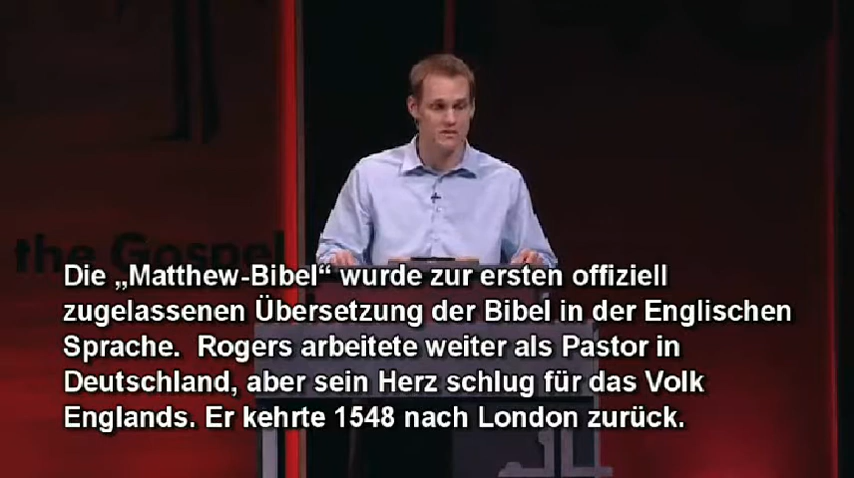 the Gospel
Die „Matthew-Bibel“ wurde zur ersten offiziell
zugelassenen Übersetzung der Bibel in der Englischen
Sprache. Rogers arbeitete weiter als Pastor in
Deutschland, aber sein Herz schlug für das Volk
Englands. Er kehrte 1548 nach London zurück.